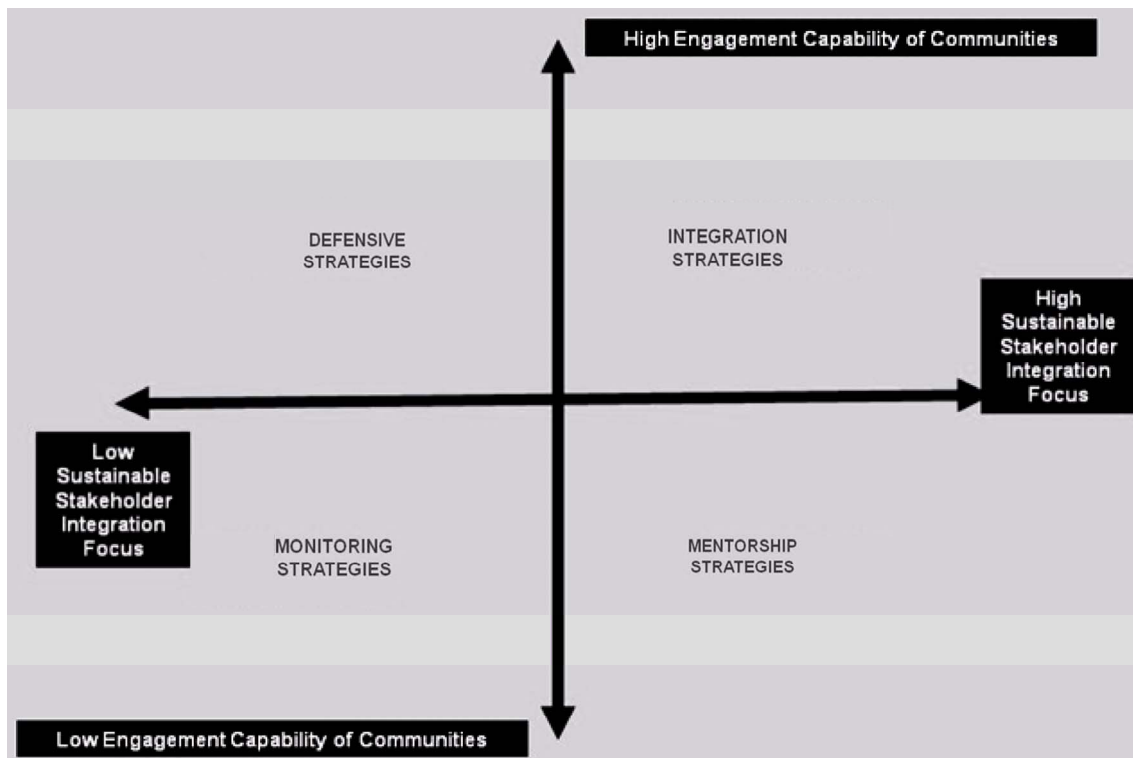 High Engagement Capability of Communities
DEFENSIVE
STRATEGIES
INTEGRATION
STRATEGIES
High
Sustainable
Stakeholder
Integration
Focus
Low
Sustainable
Stakeholder
Integration
Focus
MONITORING
STRATEGIES
MENTORSHIP
STRATEGIES
Low Engagement Capability of Communities